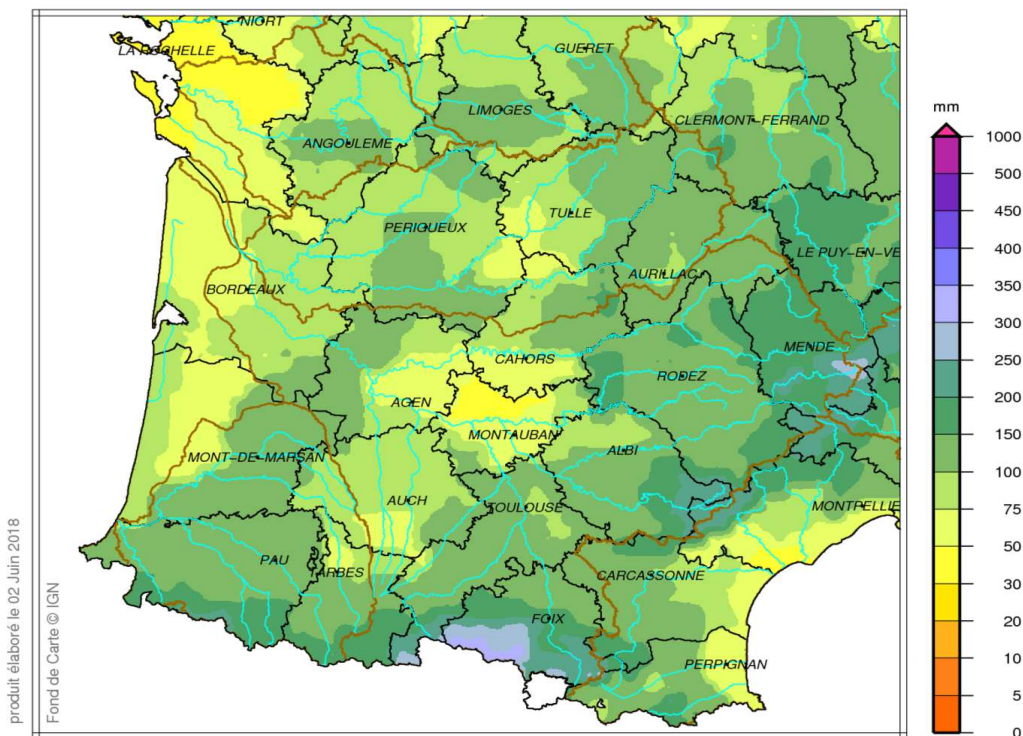 NIORT
LA ROCHELLE
GUERET
LIMOGES
CLERMONT-FERRAND
ANGOULEME
TULLE
PERIGUEUX
LE PUY-EN-VE
AURILLAC
BORDEAUX
MENDE
CAHORS
RODEZ
AGEN
MONTAUBAN
ALBI
MONT-DE-MARSAN
AUCH
TOULOUSE
MONTPELLIE
PAU
TARBES
CARCASSONNE
FOIX
PERPIGNAN
mm
1000
500
450
400
350
300
250
200
150
100
75
50
30
20
10
5
0
produit élaboré le 02 Juin 2018
Fond de Carte © IGN